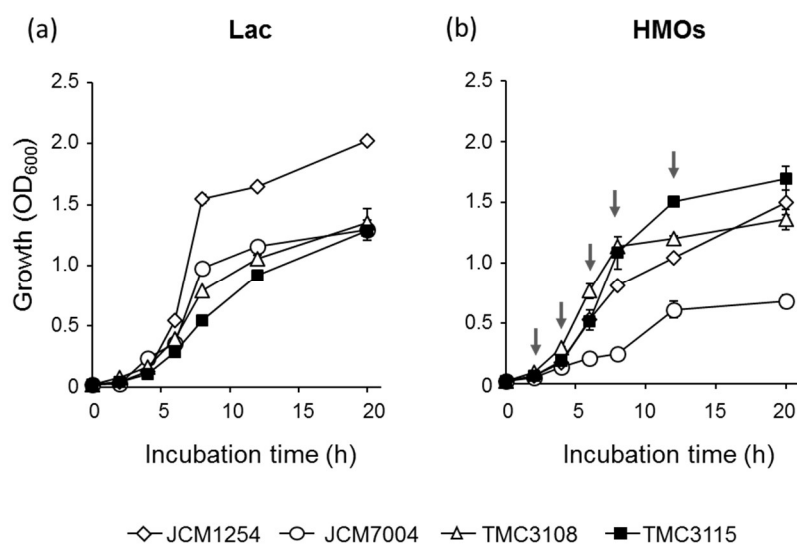 (a) Lac
2.5
2.0
1.5
1.0
0.5
0
0 5 10 15 20
Growth (OD₆₀₀)
Incubation time (h)
(b) HMOs
2.5
2.0
1.5
1.0
0.5
0
0 5 10 15 20
Incubation time (h)
JCM1254 JCM7004 TMC3108 TMC3115